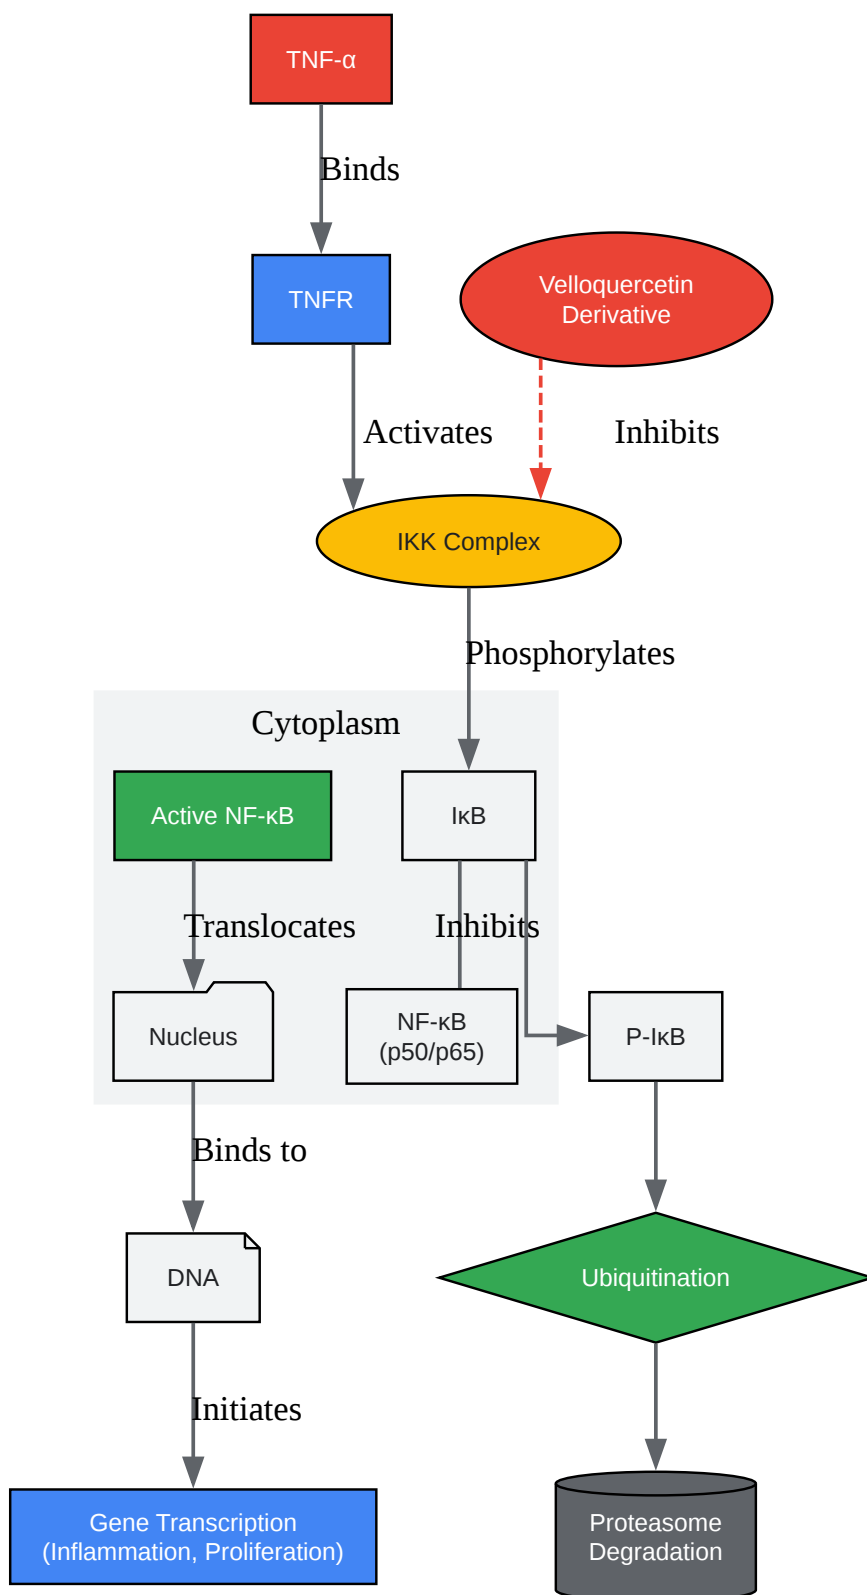 TNF-α
Binds
TNFR
Velloquercetin
Derivative
Activates
Inhibits
IKK Complex
Phosphorylates
Cytoplasm
Active NF-κB
IκB
Translocates
Inhibits
Nucleus
NF-κB
(p50/p65)
P-IκB
Binds to
DNA
Ubiquitination
Initiates
Gene Transcription
(Inflammation, Proliferation)
Proteasome
Degradation